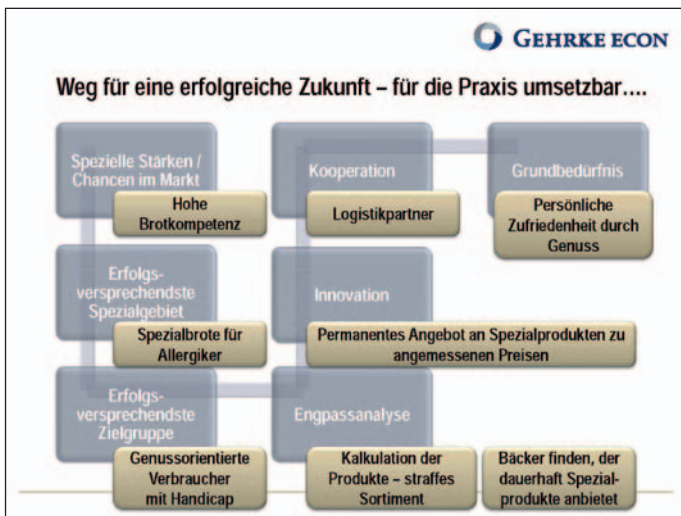 GEHRKE ECON
Weg für eine erfolgreiche Zukunft – für die Praxis umsetzbar….
Spezielle Stärken /
Chancen im Markt
Hohe
Brotkompetenz
Kooperation
Logistikpartner
Grundbedürfnis
Persönliche
Zufriedenheit durch
Genuss
Erfolgs-
versprechendste
Spezialgebiet
Spezialbrote für
Allergiker
Innovation
Permanentes Angebot an Spezialprodukten zu
angemessenen Preisen
Erfolgs-
versprechendste
Zielgruppe
Genussorientierte
Verbraucher
mit Handicap
Engpassanalyse
Kalkulation der
Produkte – straffes
Sortiment
Bäcker finden, der
dauerhaft Spezial-
produkte anbietet